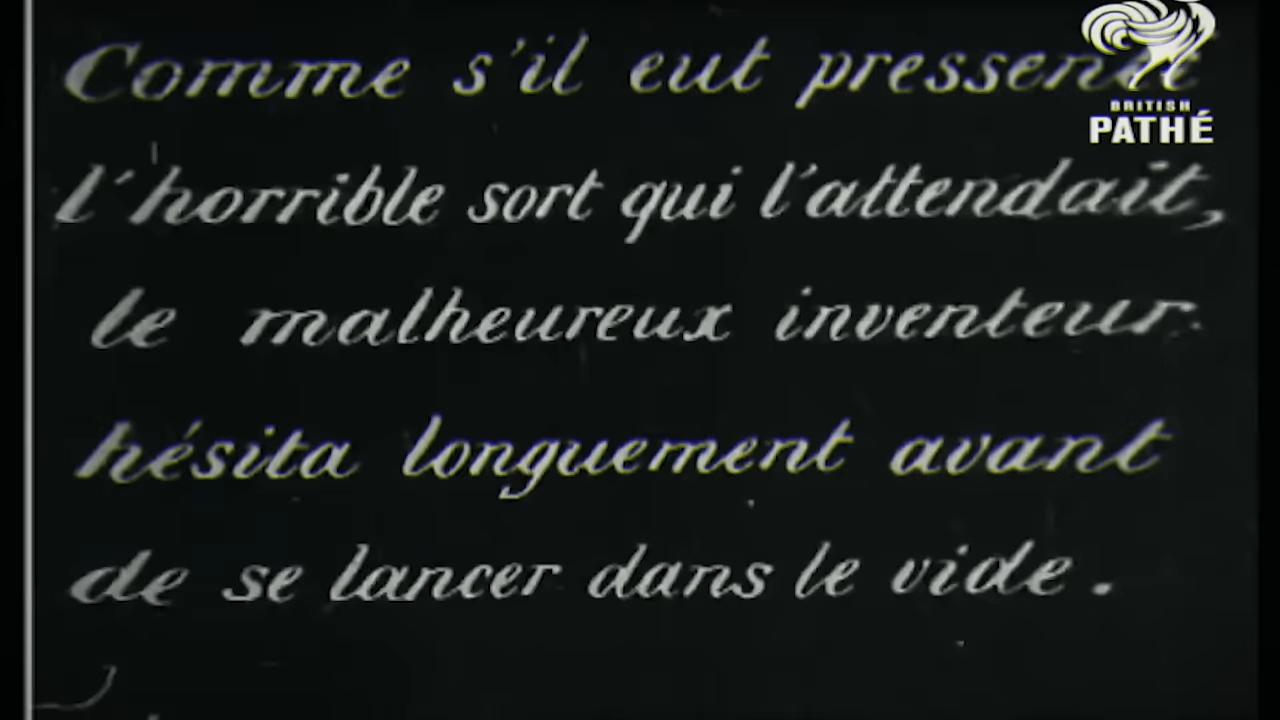 Comme s'il eut pressenti
l'horrible sort qui l'attendait,
le malheureux inventeur
hésita longuement avant
de se lancer dans le vide.
BRITISH
PATHÉ